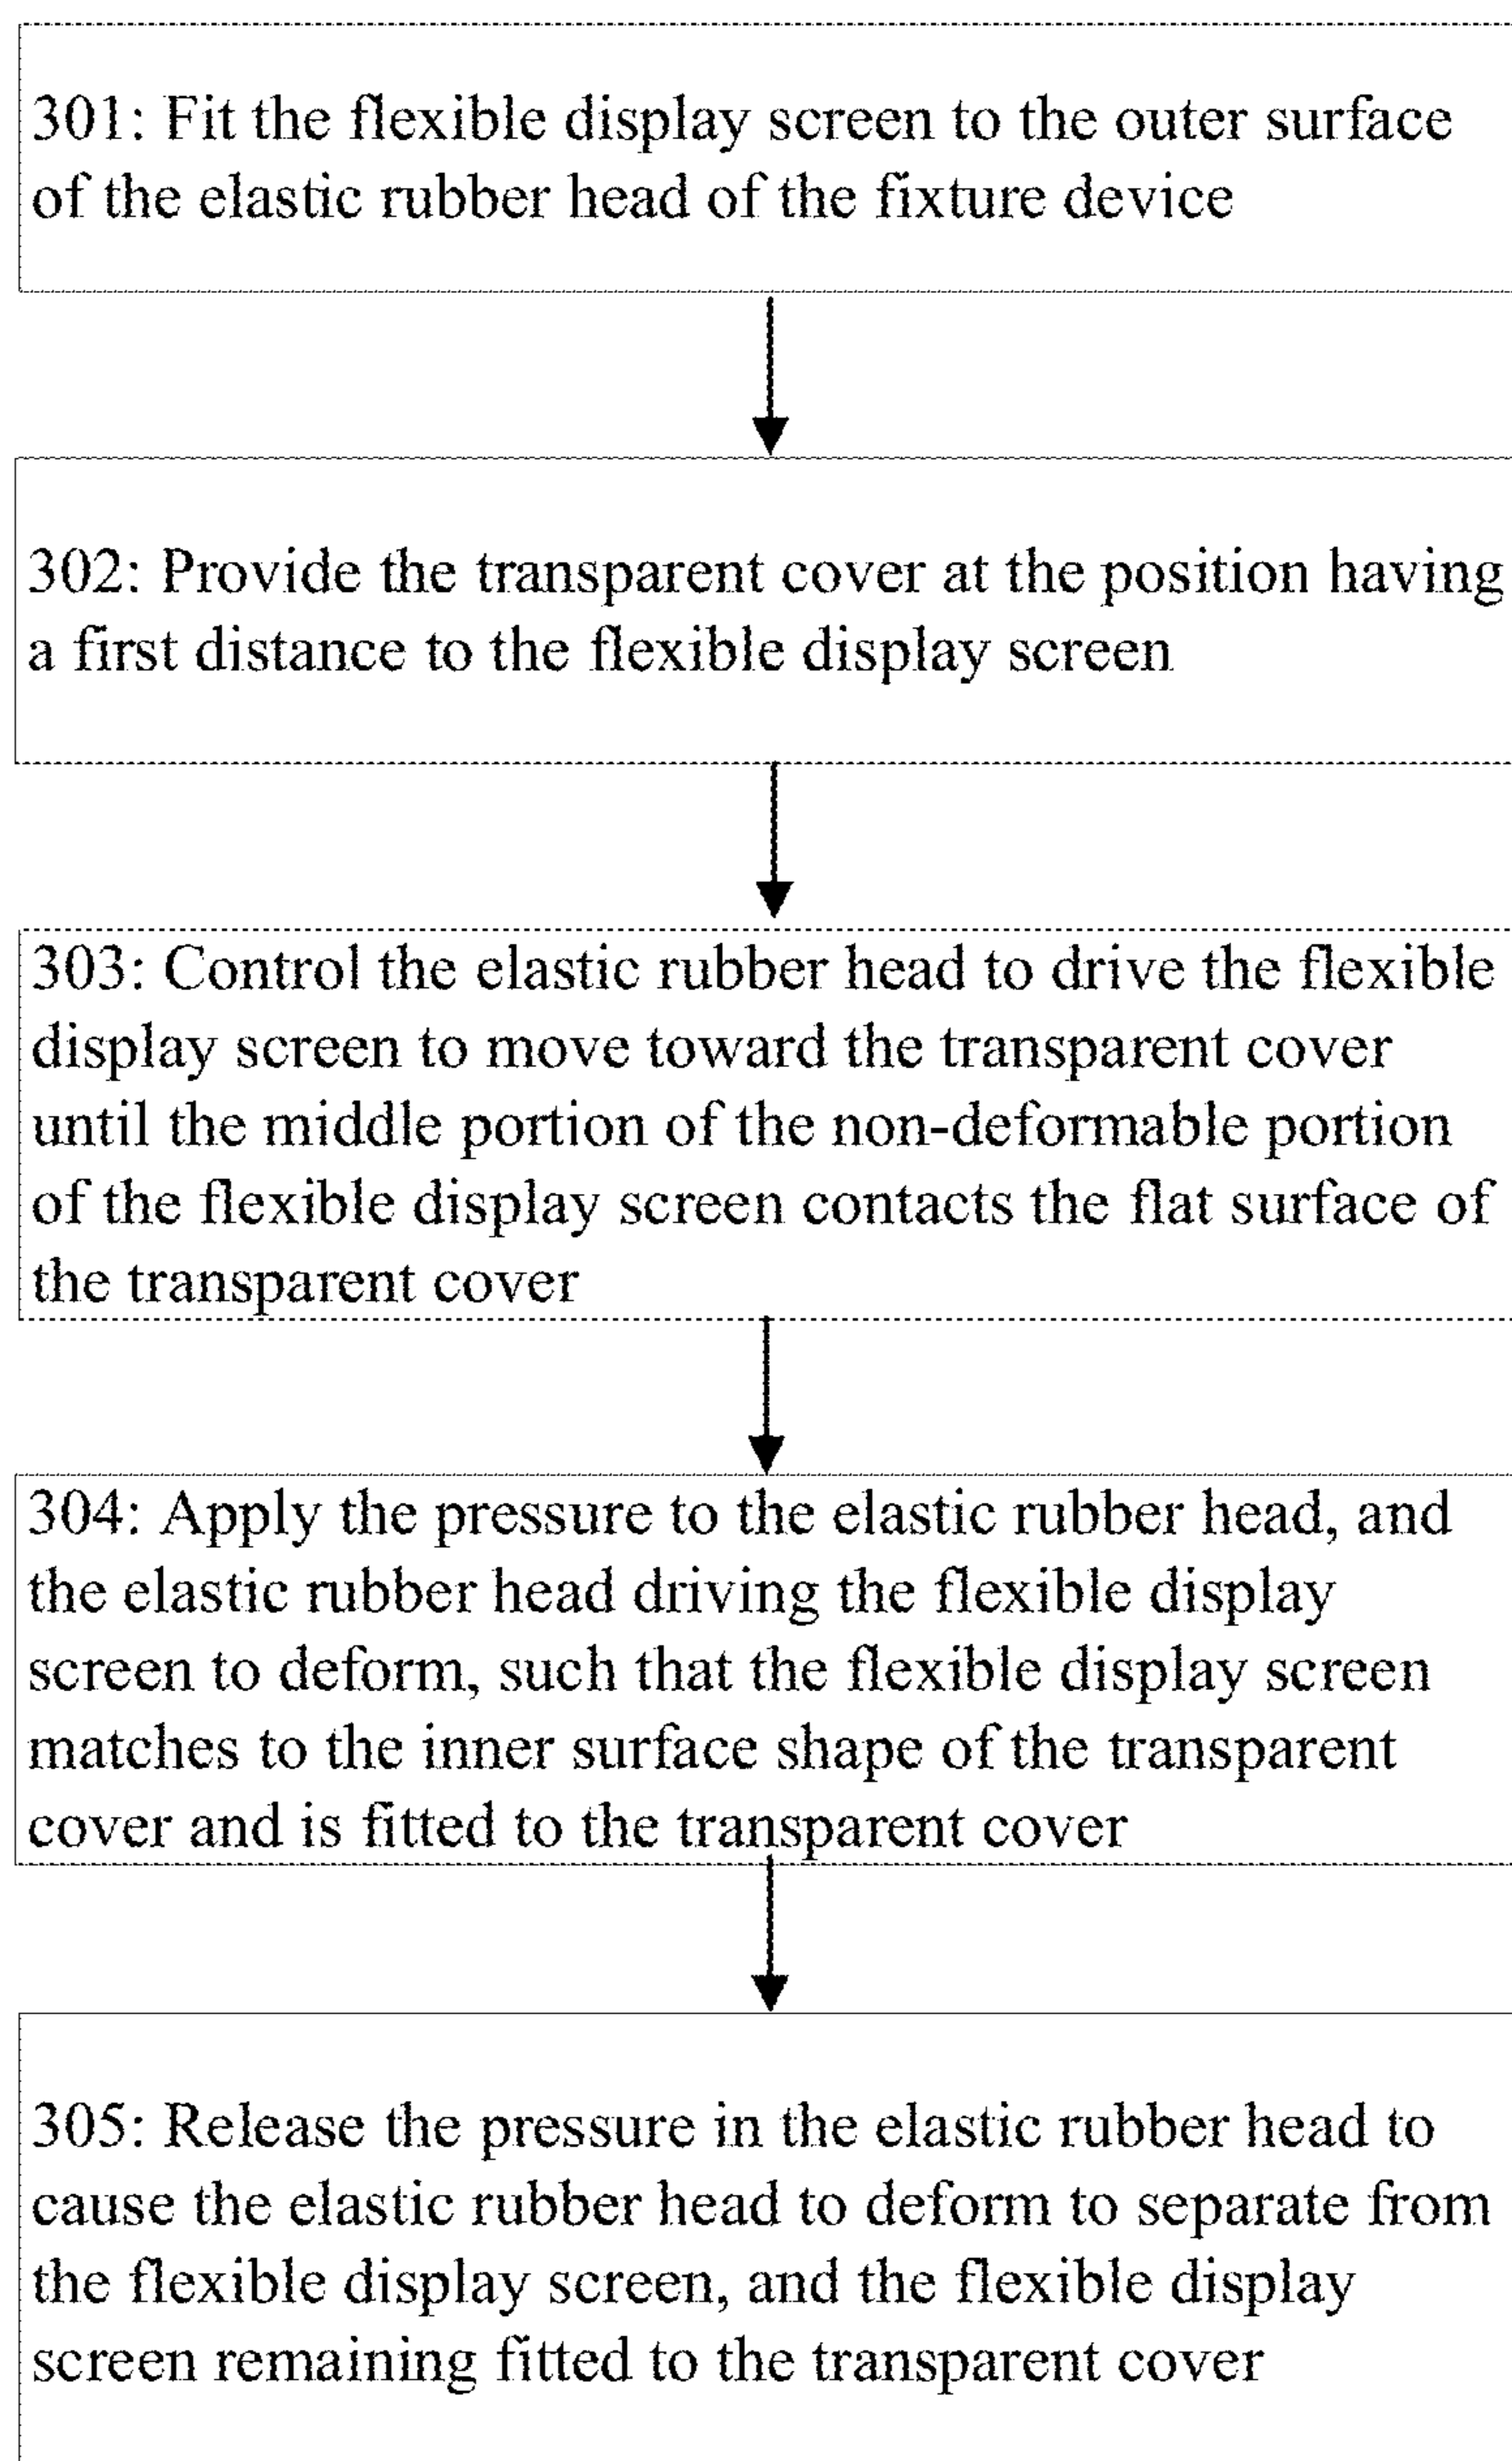 301: Fit the flexible display screen to the outer surface
of the elastic rubber head of the fixture device
302: Provide the transparent cover at the position having
a first distance to the flexible display screen
303: Control the elastic rubber head to drive the flexible
display screen to move toward the transparent cover
until the middle portion of the non-deformable portion
of the flexible display screen contacts the flat surface of
the transparent cover
304: Apply the pressure to the elastic rubber head, and
the elastic rubber head driving the flexible display
screen to deform, such that the flexible display screen
matches to the inner surface shape of the transparent
cover and is fitted to the transparent cover
305: Release the pressure in the elastic rubber head to
cause the elastic rubber head to deform to separate from
the flexible display screen, and the flexible display
screen remaining fitted to the transparent cover